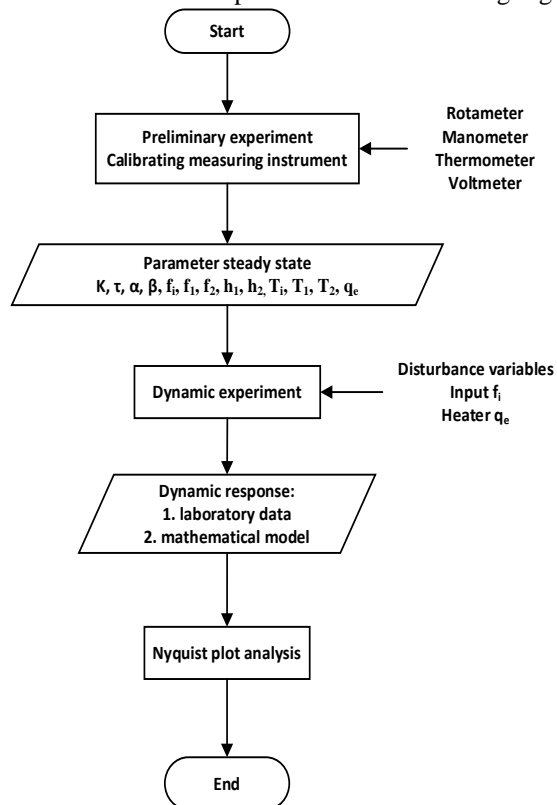 Start
Preliminary experiment
Calibrating measuring instrument
Rotameter
Manometer
Thermometer
Voltmeter
Parameter steady state
K, τ, α, β, fi, f1, f2, h1, h2, Ti, T1, T2, qe
Dynamic experiment
Disturbance variables
Input fi
Heater qe
Dynamic response:
1. laboratory data
2. mathematical model
Nyquist plot analysis
End